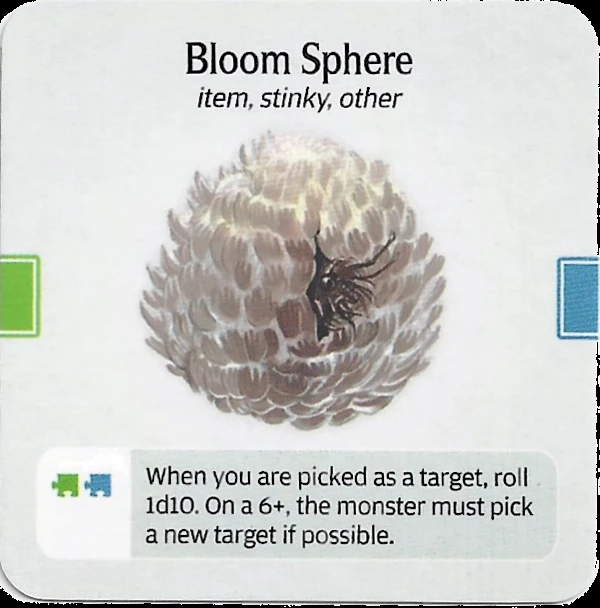 Bloom Sphere
item, stinky, other
When you are picked as a target, roll
1d10. On a 6+, the monster must pick
a new target if possible.